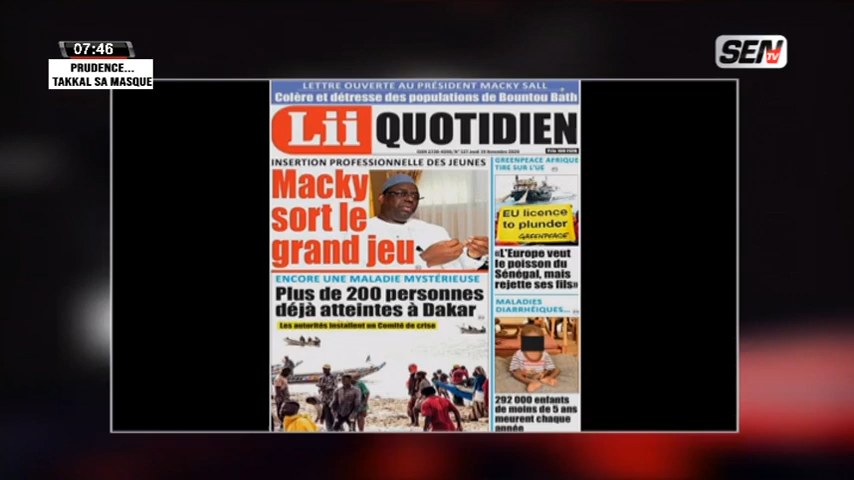 07:46
PRUDENCE...
TAKKAL SA MASQUE
SEN
TV
LETTRE OUVERTE AU PRÉSIDENT MACKY SALL
Colère et détresse des populations de Bountou Bath
Lii QUOTIDIEN
INSERTION PROFESSIONNELLE DES JEUNES
Macky
sort le
grand jeu
GREENPEACE AFRIQUE
TIRE SUR L'UE
EU licence
to plunder
GREENPEACE
«L'Europe veut
le poisson du
Sénégal, mais
rejette ses fils»
ENCORE UNE MALADIE MYSTÉRIEUSE
Plus de 200 personnes
déjà atteintes à Dakar
Les autorités installent un Comité de crise
MALADIES
DIARRHÉIQUES...
292 000 enfants
de moins de 5 ans
meurent chaque
année